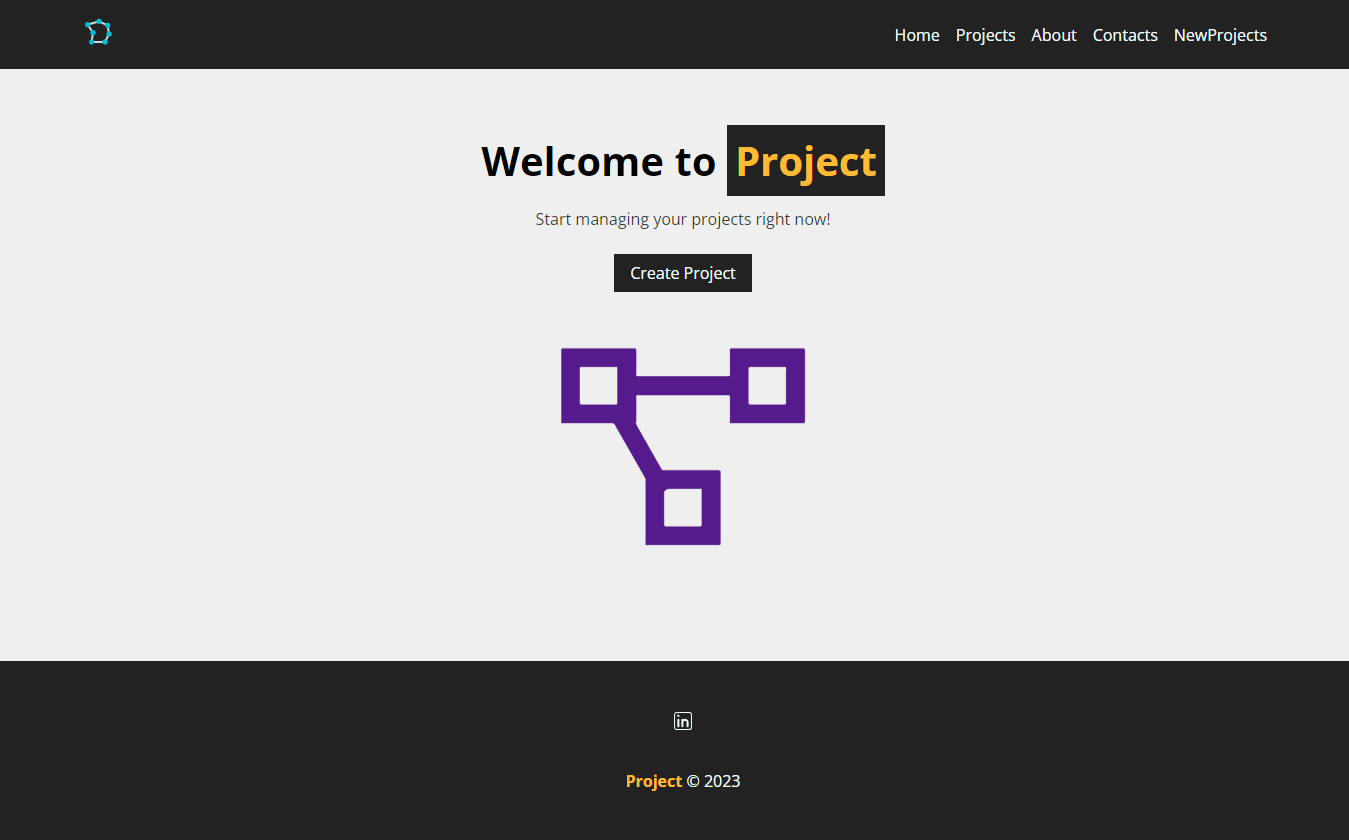 Home Projects About Contacts NewProjects
Welcome to Project
Start managing your projects right now!
Create Project
in
Project © 2023